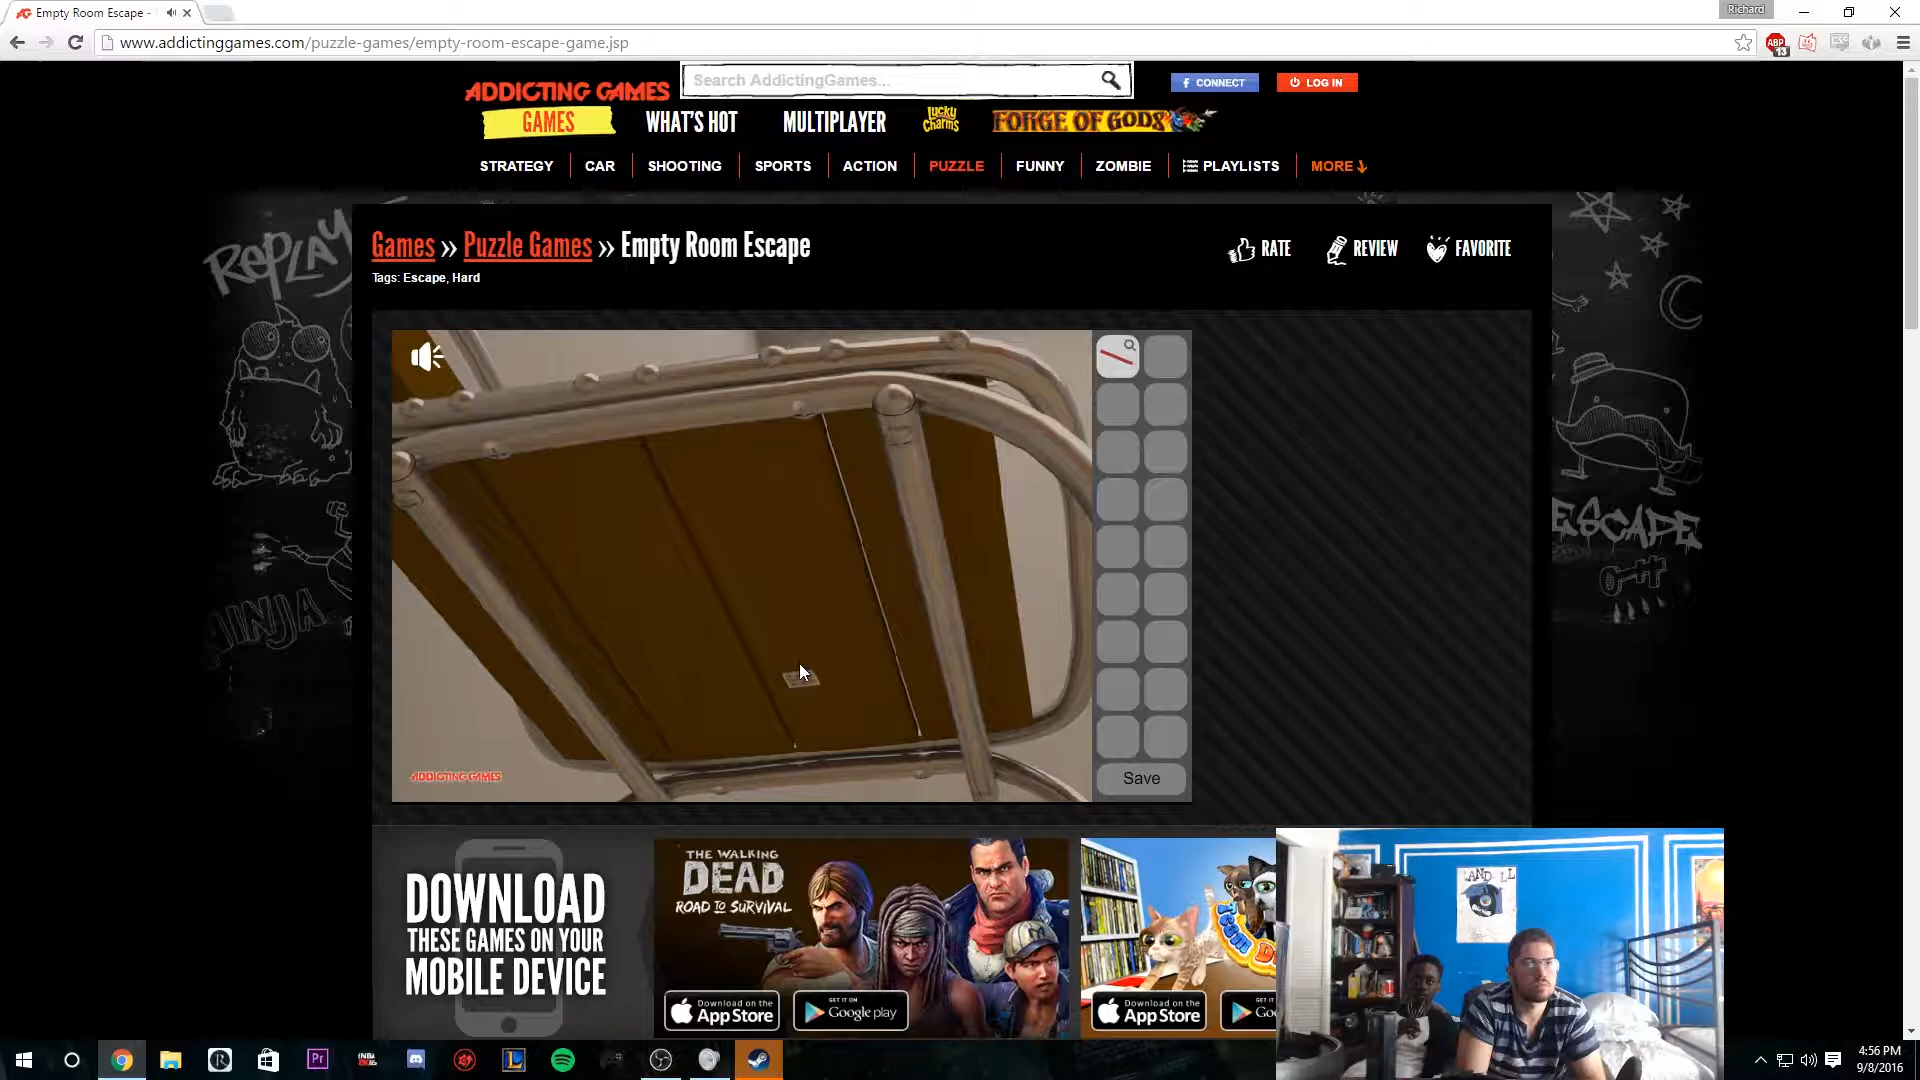 Empty Room Escape -
Richard
www.addictinggames.com/puzzle-games/empty-room-escape-game.jsp
ABP
13
ADDICTING GAMES
Search AddictingGames...
f CONNECT
LOG IN
GAMES
WHAT'S HOT
MULTIPLAYER
Lucky Charms
FORGE OF GODS
STRATEGY
CAR
SHOOTING
SPORTS
ACTION
PUZZLE
FUNNY
ZOMBIE
PLAYLISTS
MORE
REPLAY
Games » Puzzle Games » Empty Room Escape
RATE
REVIEW
FAVORITE
Tags: Escape, Hard
ESCAPE
NINJA
ADDICTING GAMES
Save
DOWNLOAD
THESE GAMES ON YOUR
MOBILE DEVICE
THE WALKING
DEAD
ROAD TO SURVIVAL
Download on the
App Store
GET IT ON
Google play
Download on the
App Store
Pr
4:56 PM
9/8/2016